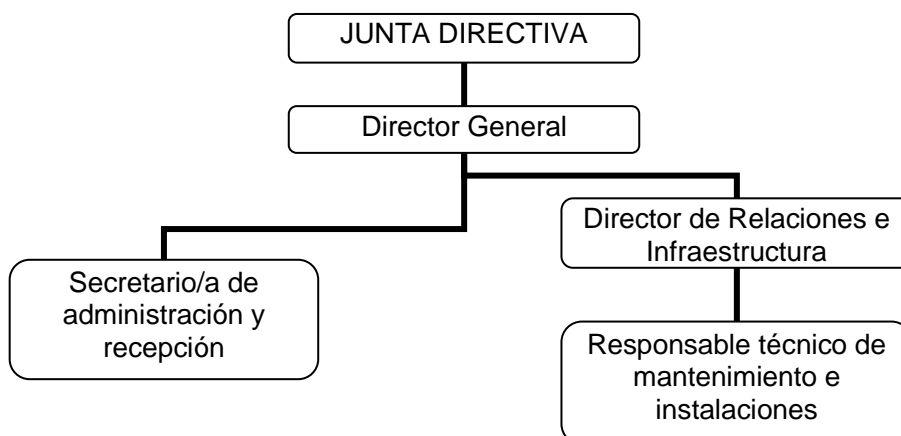 JUNTA DIRECTIVA
Director General
Director de Relaciones e
Infraestructura
Secretario/a de
administración y
recepción
Responsable técnico de
mantenimiento e
instalaciones